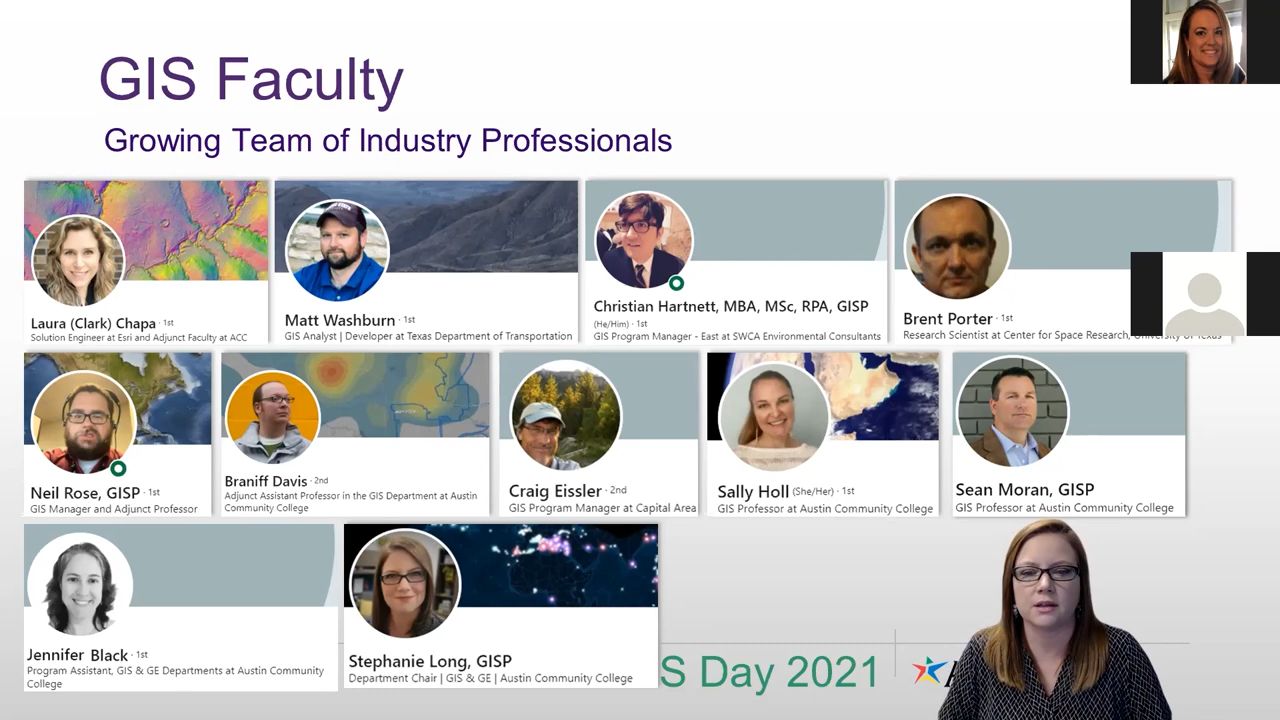 GIS Faculty
Growing Team of Industry Professionals
Laura (Clark) Chapa · 1st
Solution Engineer at Esri and Adjunct Faculty at ACC
Matt Washburn · 1st
GIS Analyst | Developer at Texas Department of Transportation
Christian Hartnett, MBA, MSc, RPA, GISP
(He/Him) · 1st
GIS Program Manager - East at SWCA Environmental Consultants
Brent Porter · 1st
Research Scientist at Center for Space Research, University of Texas
Neil Rose, GISP · 1st
GIS Manager and Adjunct Professor
Braniff Davis · 2nd
Adjunct Assistant Professor in the GIS Department at Austin
Community College
Craig Eissler · 2nd
GIS Program Manager at Capital Area
Sally Holl (She/Her) · 1st
GIS Professor at Austin Community College
Sean Moran, GISP
GIS Professor at Austin Community College
Jennifer Black · 1st
Program Assistant, GIS & GE Departments at Austin Community
College
Stephanie Long, GISP
Department Chair | GIS & GE | Austin Community College
S Day 2021